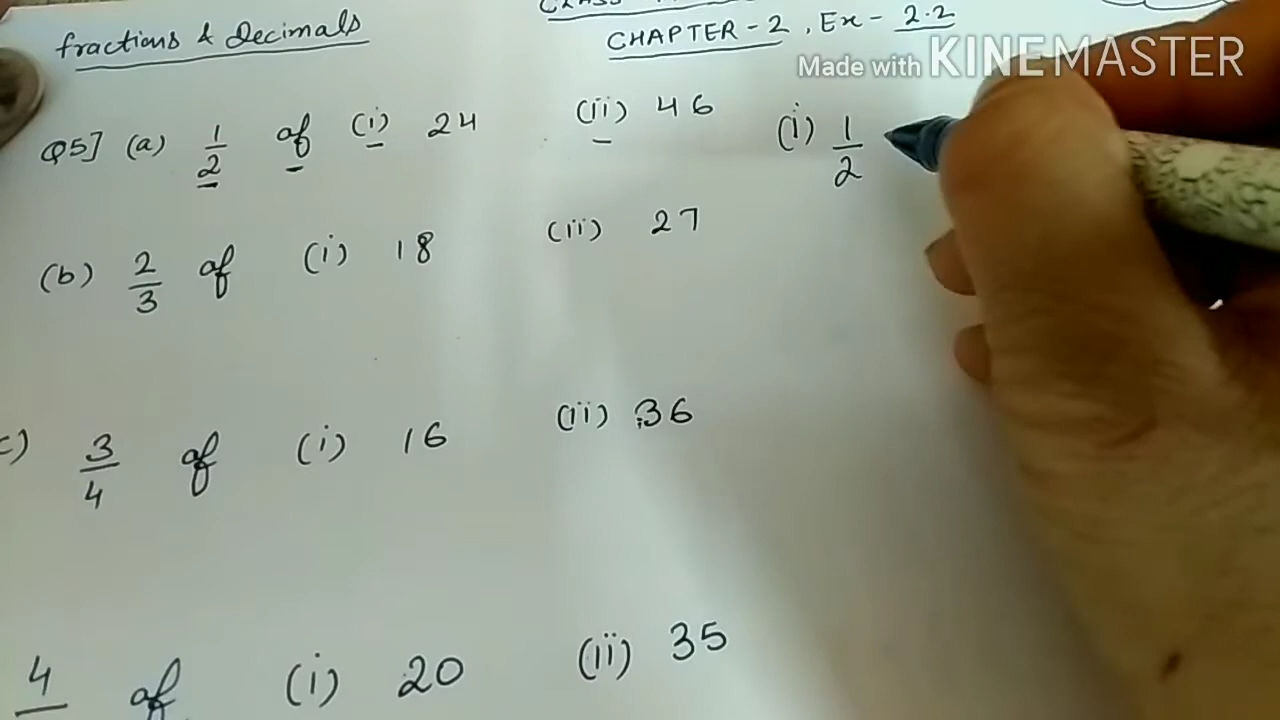 fractions & Decimals
CHAPTER-2, Ex- 2.2
Made with KINEMASTER
Q5] (a) 1/2 of (i) 24 (ii) 46 (i) 1/2
(b) 2/3 of (i) 18 (ii) 27
c) 3/4 of (i) 16 (ii) 36
4 of (i) 20 (ii) 35